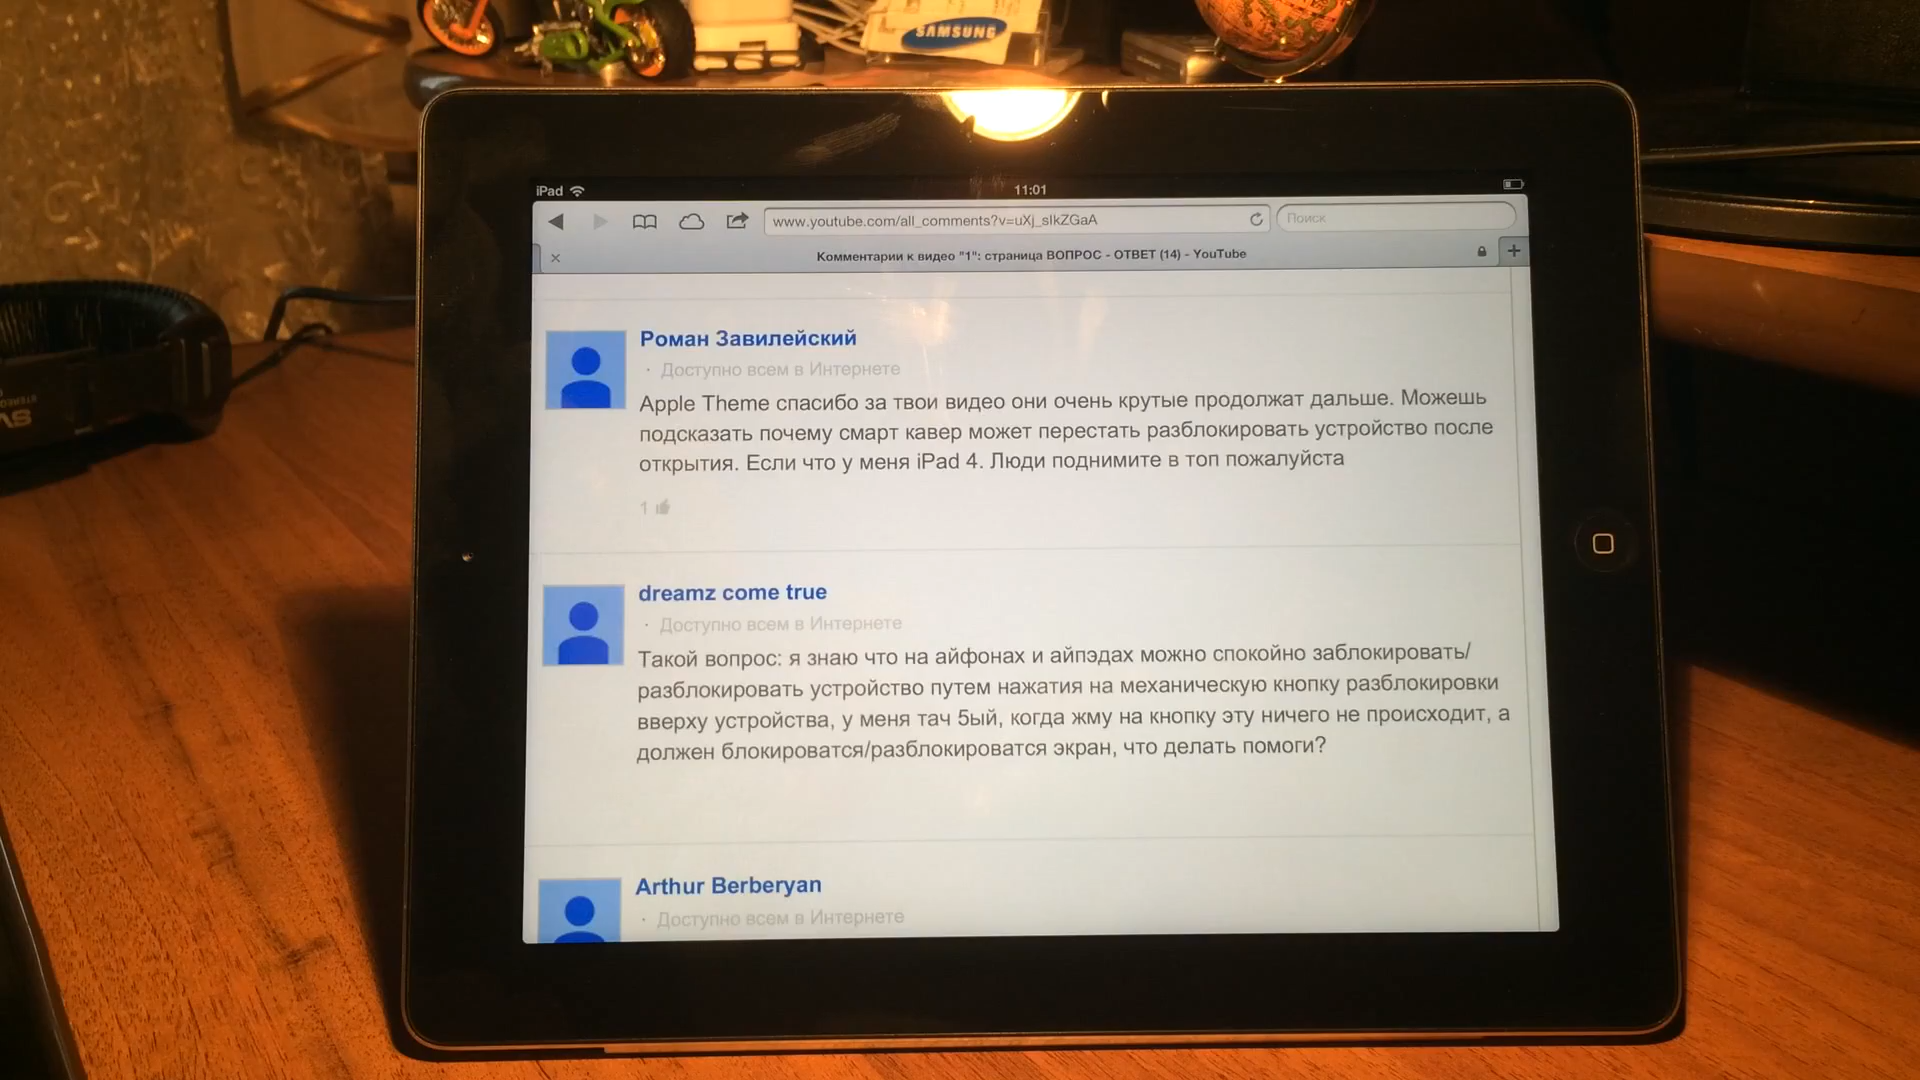 SAMSUNG
iPad
11:01
www.youtube.com/all_comments?v=uXj_sIkZGaA
Поиск
Комментарии к видео "1": страница ВОПРОС - ОТВЕТ (14) - YouTube
Роман Завилейский
· Доступно всем в Интернете
Apple Theme спасибо за твои видео они очень крутые продолжат дальше. Можешь
подсказать почему смарт кавер может перестать разблокировать устройство после
открытия. Если что у меня iPad 4. Люди поднимите в топ пожалуйста
1
dreamz come true
· Доступно всем в Интернете
Такой вопрос: я знаю что на айфонах и айпэдах можно спокойно заблокировать/
разблокировать устройство путем нажатия на механическую кнопку разблокировки
вверху устройства, у меня тач 5ый, когда жму на кнопку эту ничего не происходит, а
должен блокироватся/разблокироватся экран, что делать помоги?
Arthur Berberyan
· Доступно всем в Интернете